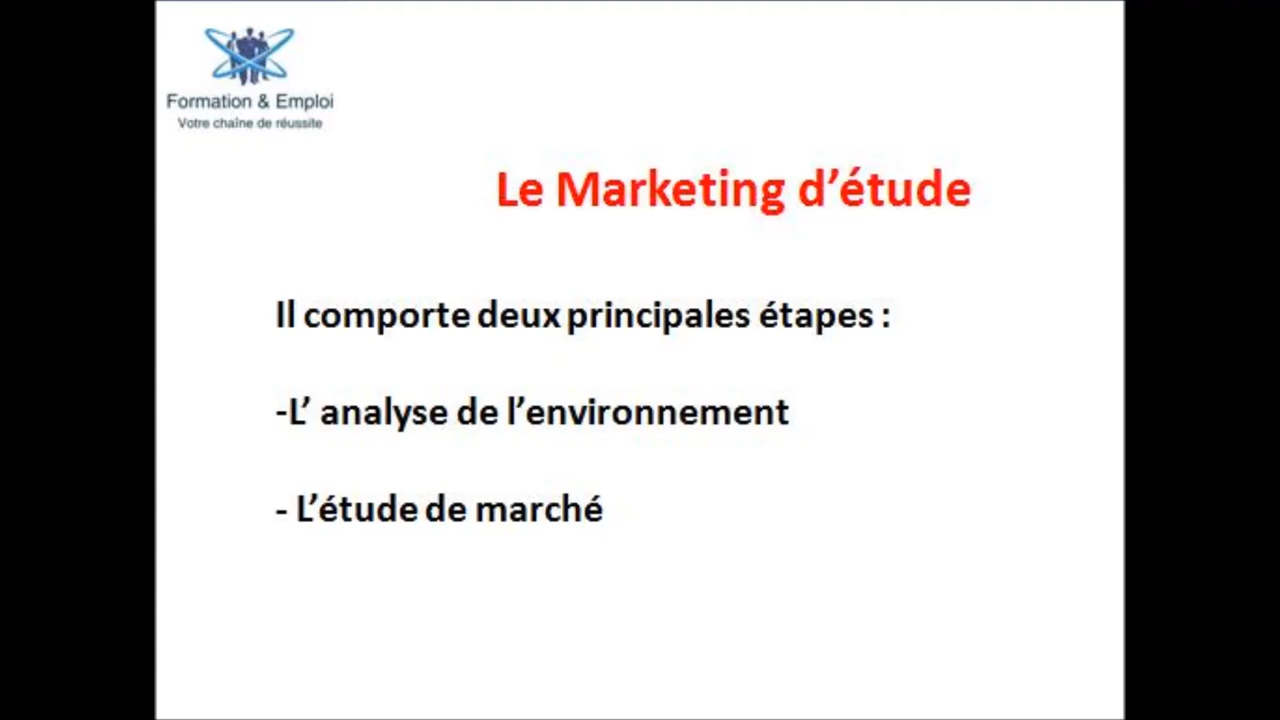 Formation & Emploi
Votre chaîne de réussite
Le Marketing d’étude
Il comporte deux principales étapes :
-L’ analyse de l’environnement
- L’étude de marché